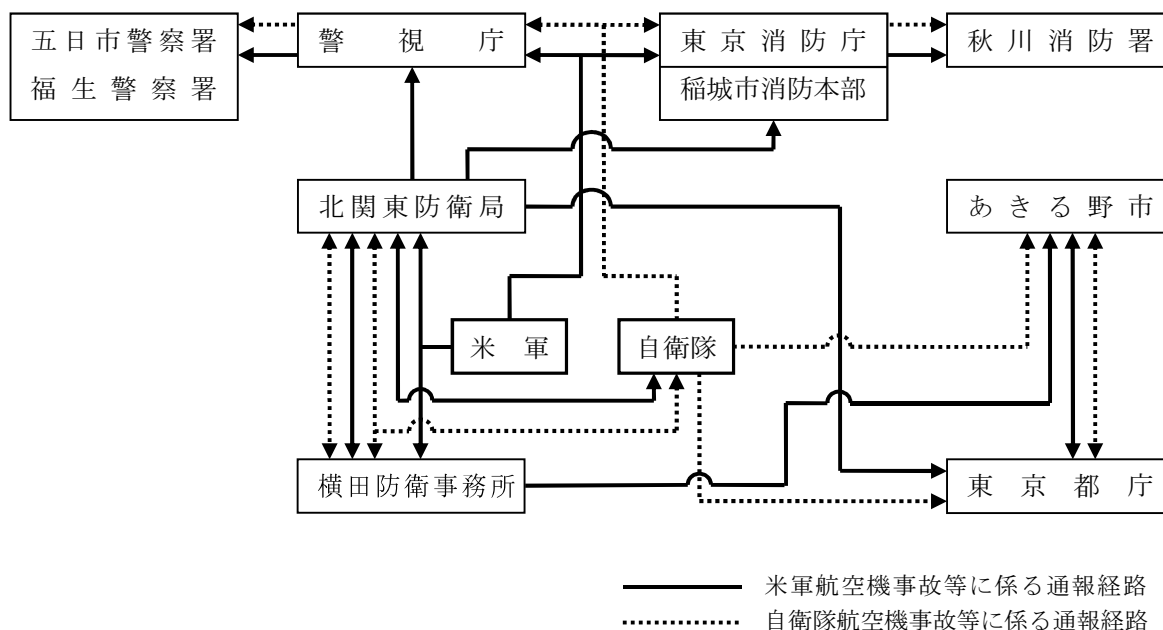 五日市警察署
福生警察署
警視庁
東京消防庁
稲城市消防本部
秋川消防署
北関東防衛局
あきる野市
米軍
自衛隊
横田防衛事務所
東京都庁
米軍航空機事故等に係る通報経路
自衛隊航空機事故等に係る通報経路